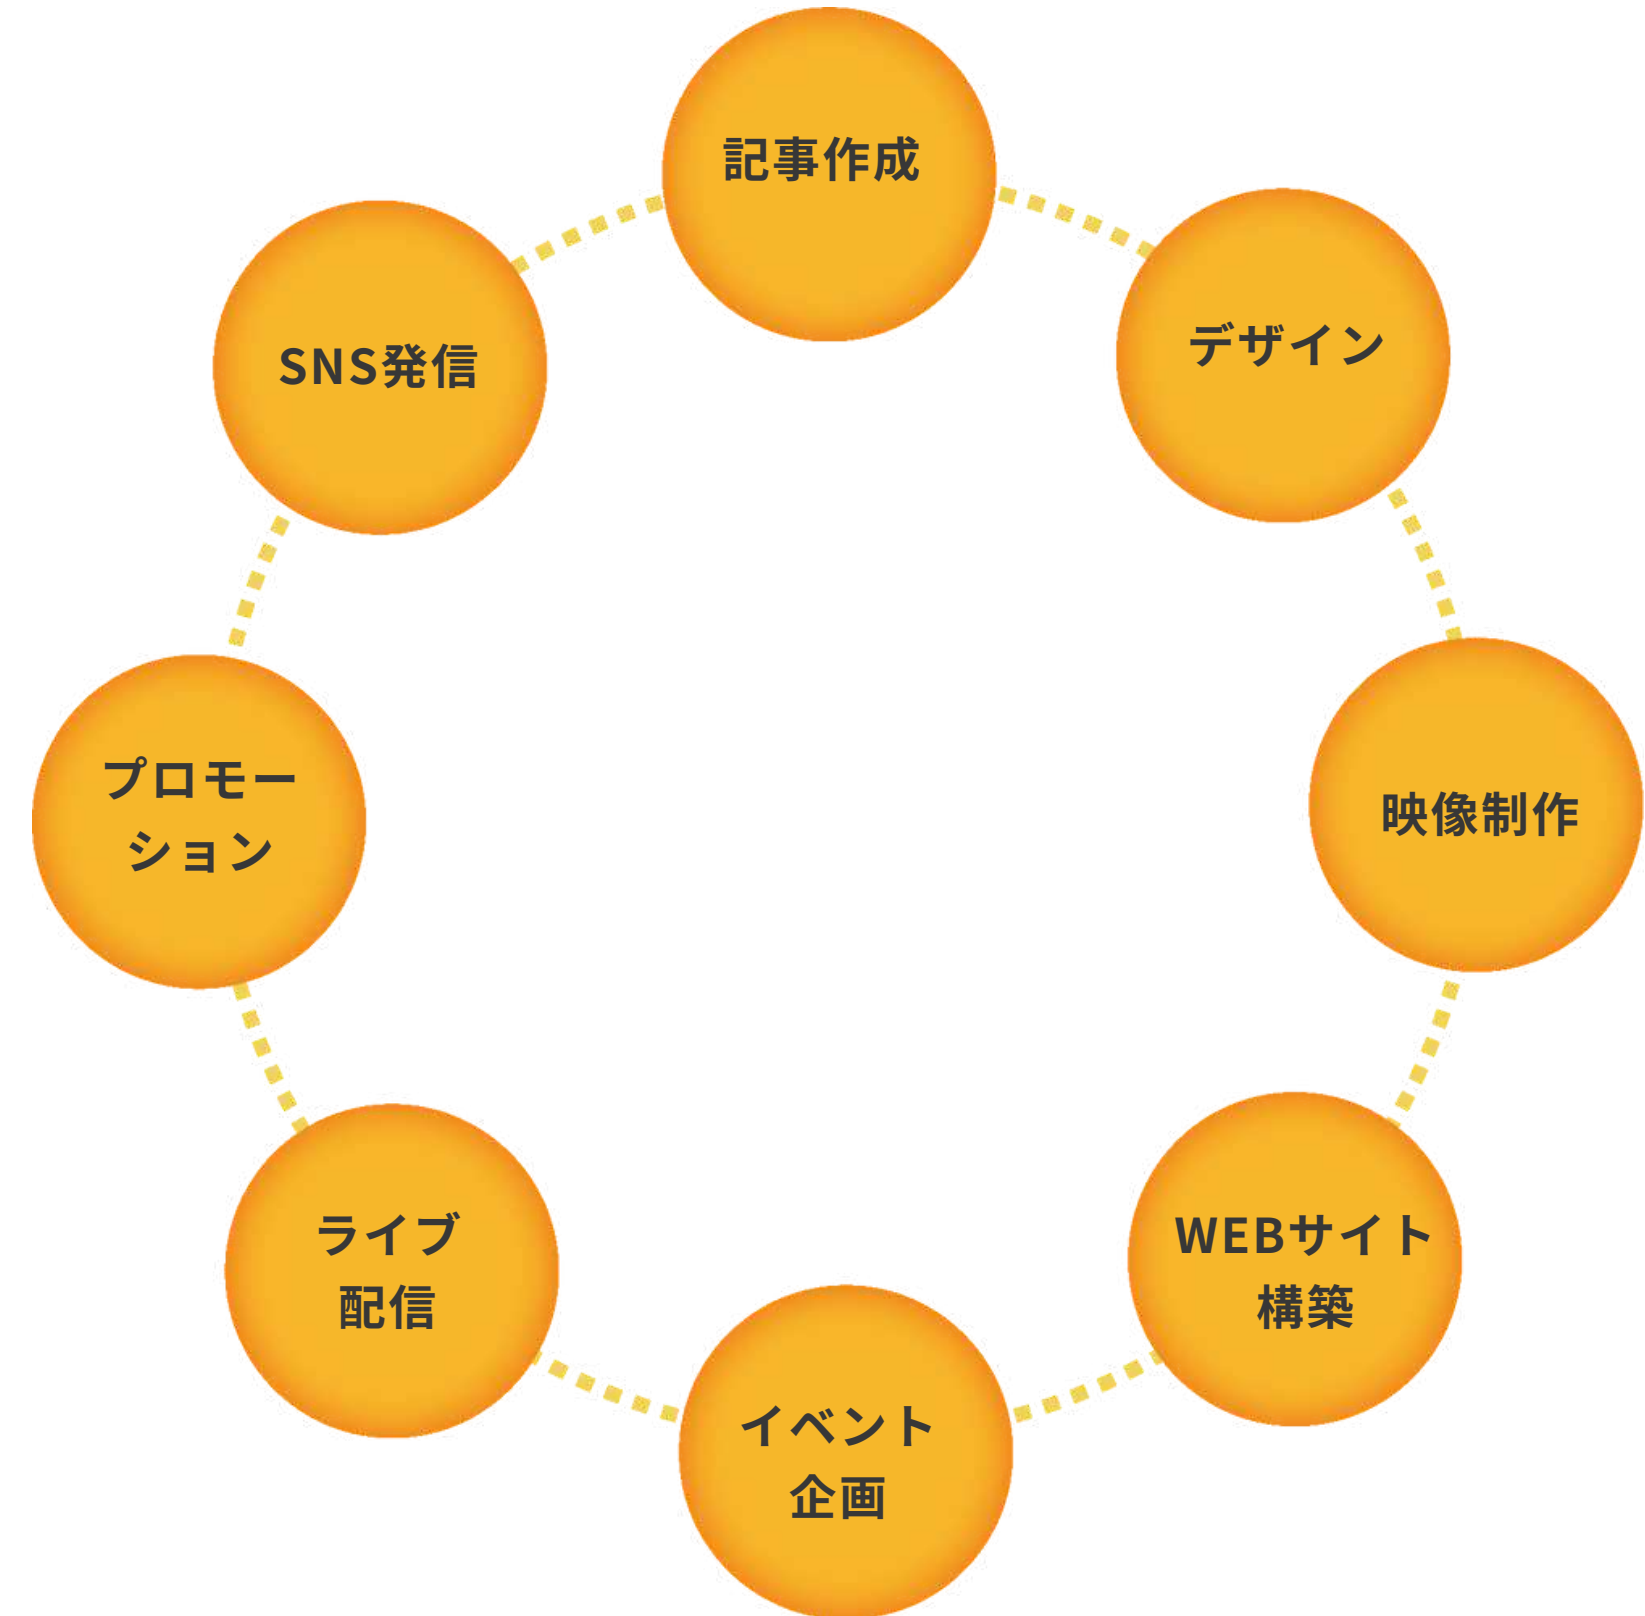 記事作成
デザイン
SNS発信
プロモー
ション
映像制作
ライブ
配信
WEBサイト
構築
イベント
企画